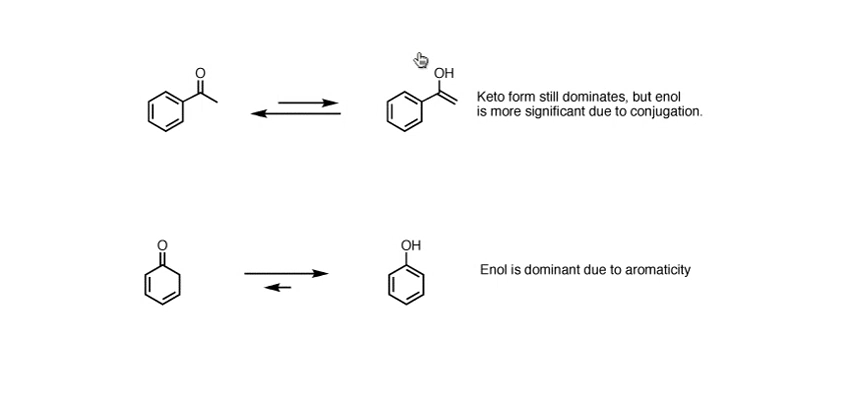 O
OH
Keto form still dominates, but enol
is more significant due to conjugation.
O
OH
Enol is dominant due to aromaticity